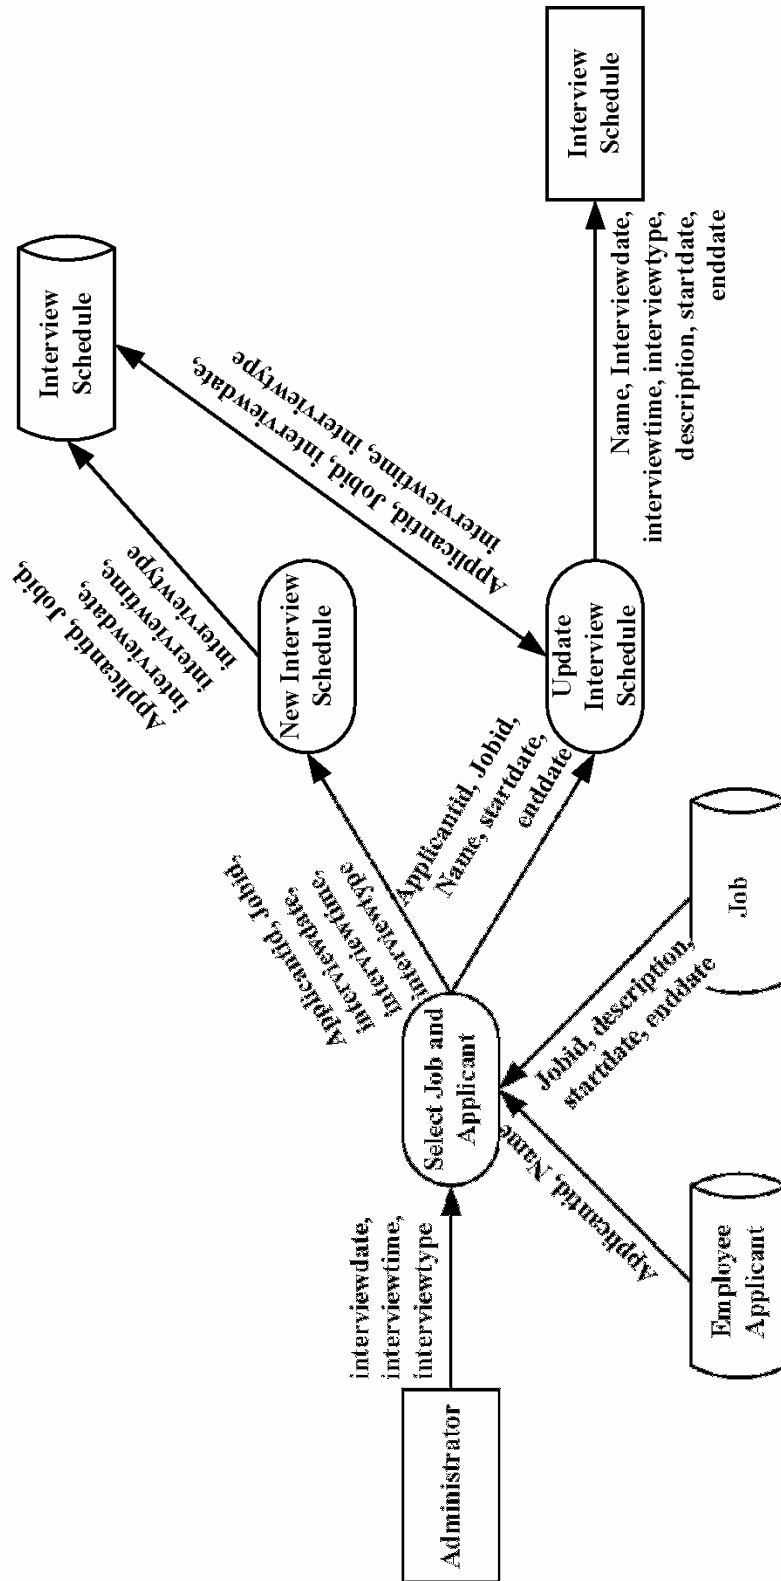 Administrator
interviewdate,
interviewtime,
interviewtype
Employee
Applicant
Applicantid, Name
Job
Jobid, description,
startdate, enddate
Select Job and
Applicant
Applicantid, Jobid,
interviewdate,
interviewtime,
interviewtype
Applicantid, Jobid,
Name, startdate,
enddate
New Interview
Schedule
Update
Interview
Schedule
Applicantid, Jobid,
interviewdate,
interviewtime,
interviewtype
Applicantid, Jobid, interviewdate,
interviewtime, interviewtype
Interview
Schedule
Name, Interviewdate,
interviewtime, interviewtype,
description, startdate,
enddate
Interview
Schedule